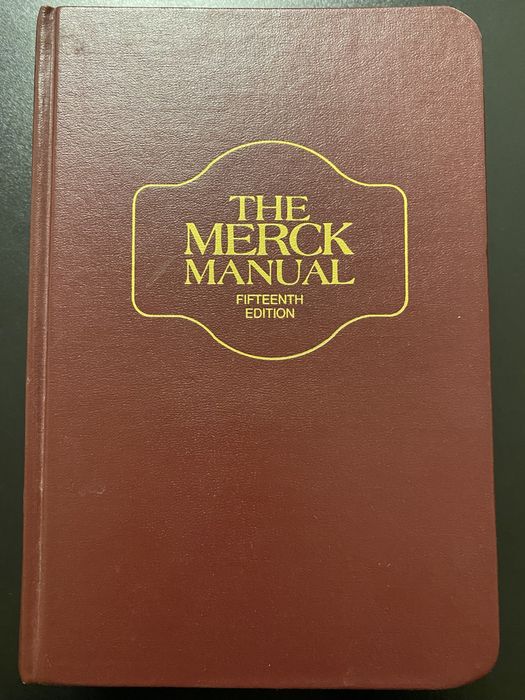 THE
MERCK
MANUAL
FIFTEENTH
EDITION